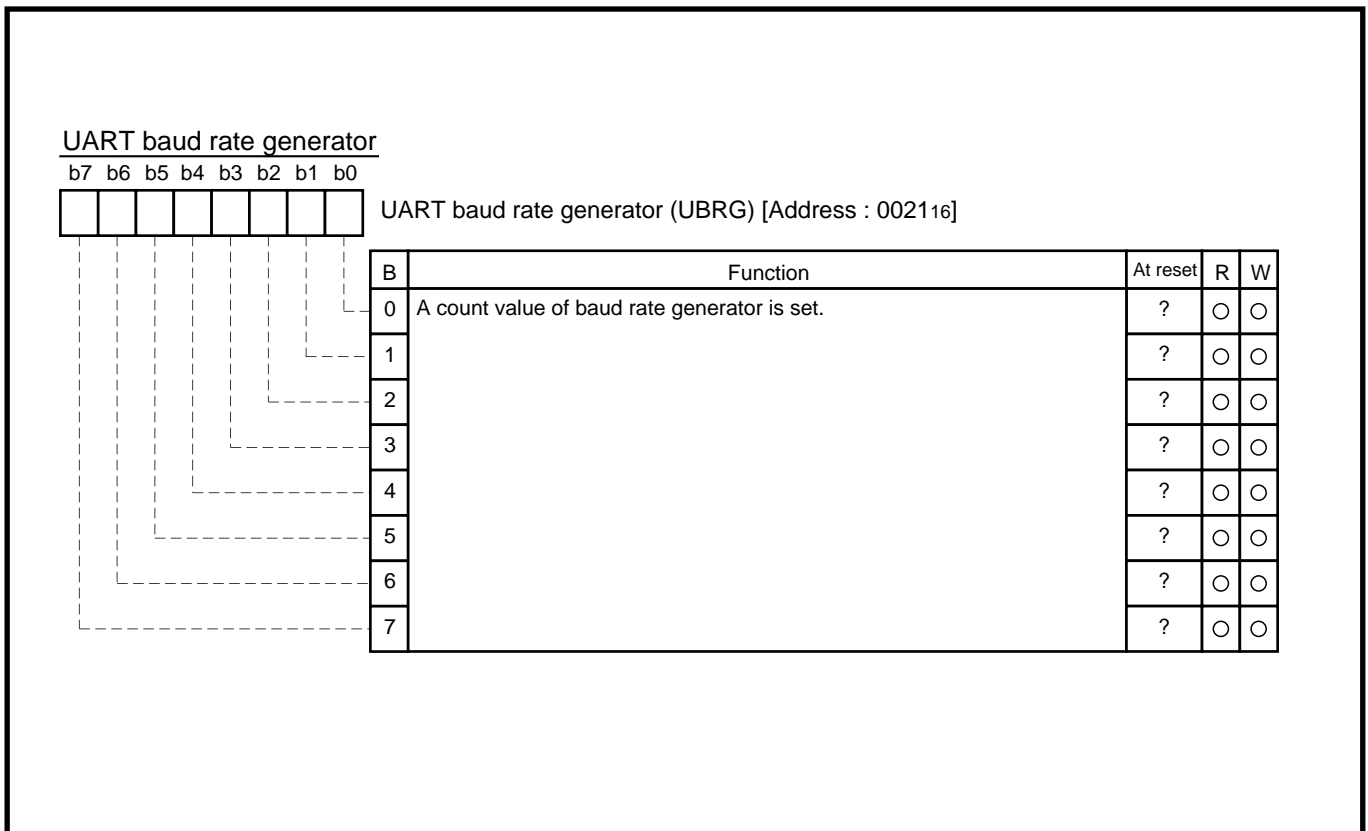 UART baud rate generator
b7 b6 b5 b4 b3 b2 b1 b0
UART baud rate generator (UBRG) [Address : 002116]
B Function At reset R W
0 A count value of baud rate generator is set. ? ○ ○
1 ? ○ ○
2 ? ○ ○
3 ? ○ ○
4 ? ○ ○
5 ? ○ ○
6 ? ○ ○
7 ? ○ ○